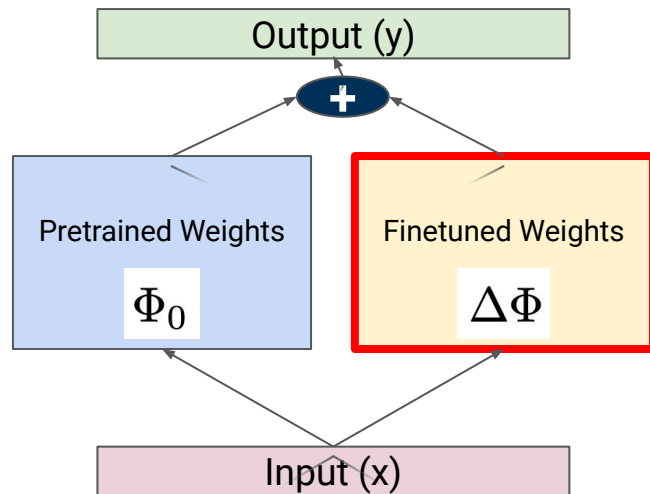 Output (y)
+
Pretrained Weights
Finetuned Weights
Φ₀
ΔΦ
Input (x)